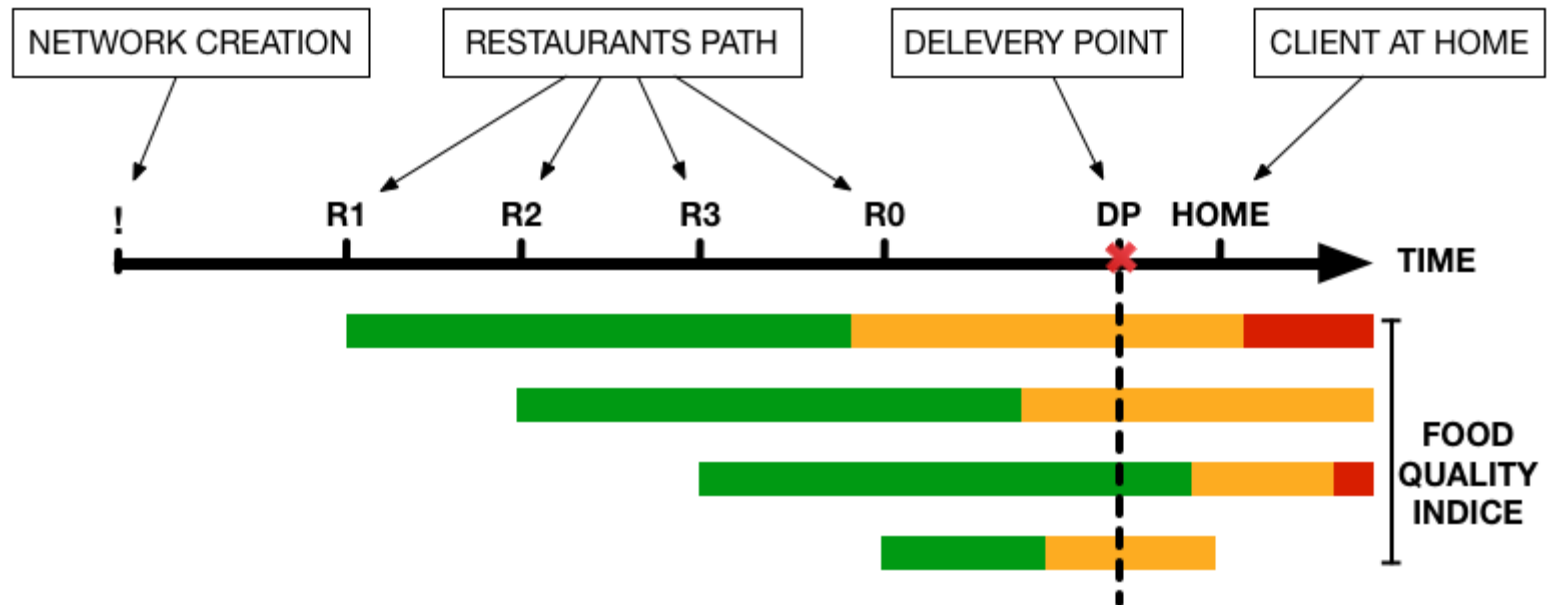 NETWORK CREATION
RESTAURANTS PATH
DELEVERY POINT
CLIENT AT HOME
!
R1
R2
R3
R0
DP
HOME
TIME
FOOD
QUALITY
INDICE